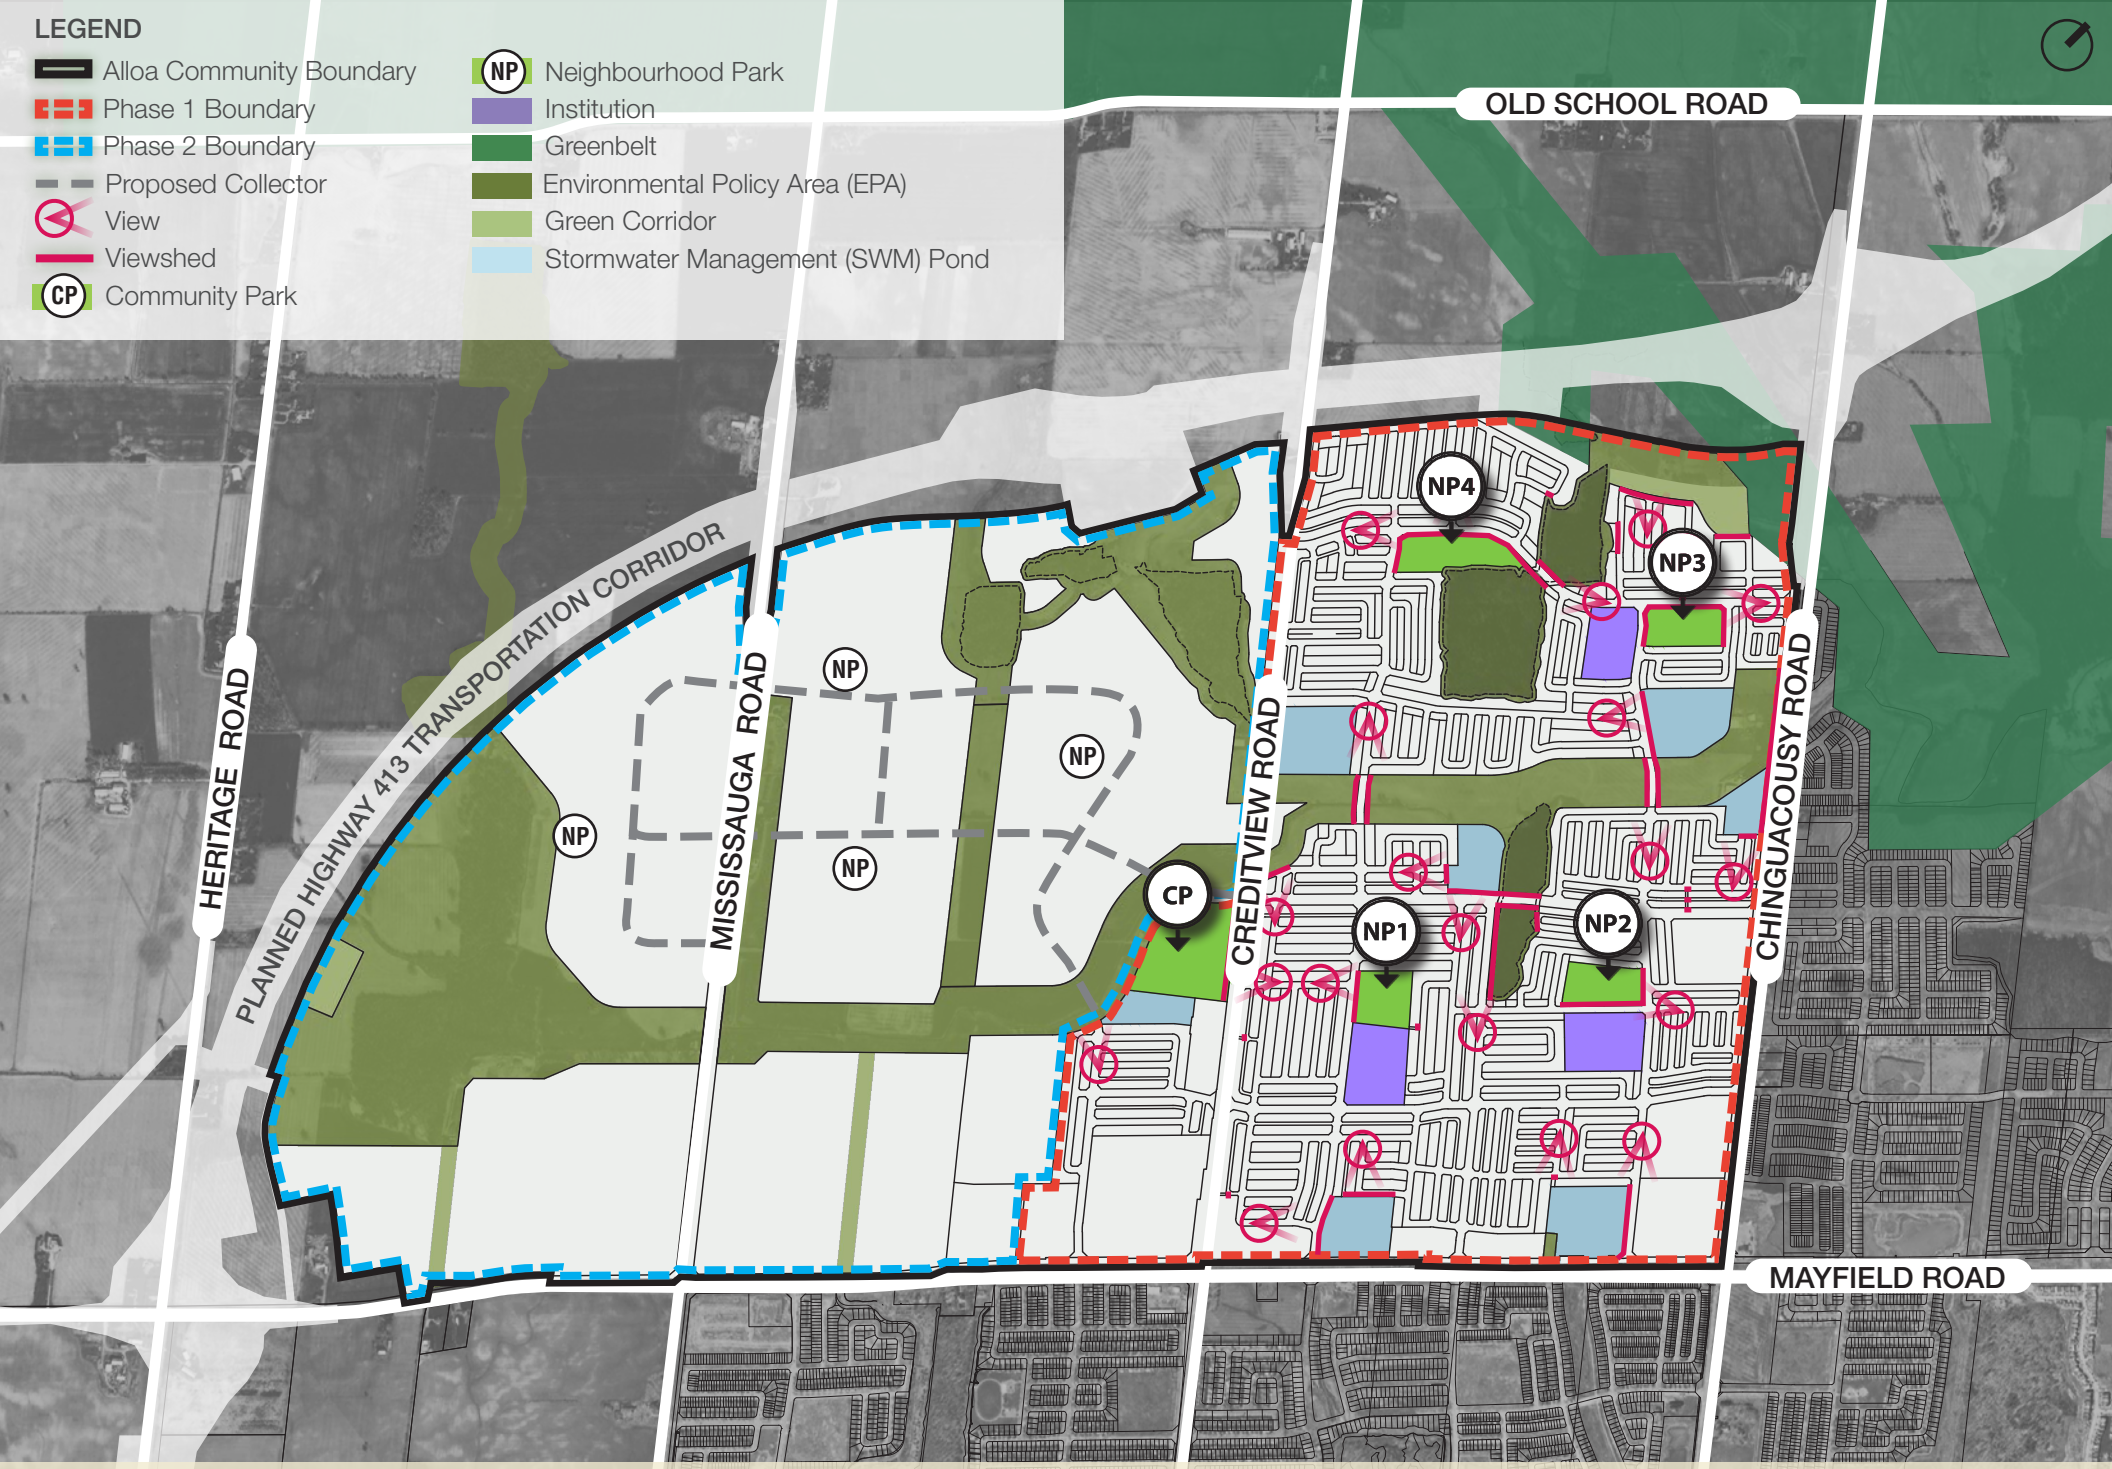 LEGEND
Alloa Community Boundary
Phase 1 Boundary
Phase 2 Boundary
Proposed Collector
View
Viewshed
CP Community Park
NP Neighbourhood Park
Institution
Greenbelt
Environmental Policy Area (EPA)
Green Corridor
Stormwater Management (SWM) Pond
OLD SCHOOL ROAD
NP4
NP3
PLANNED HIGHWAY 413 TRANSPORTATION CORRIDOR
HERITAGE ROAD
MISSISSAUGA ROAD
CREDITVIEW ROAD
CHINGUACOUSY ROAD
NP
NP
NP
NP
CP
NP1
NP2
MAYFIELD ROAD